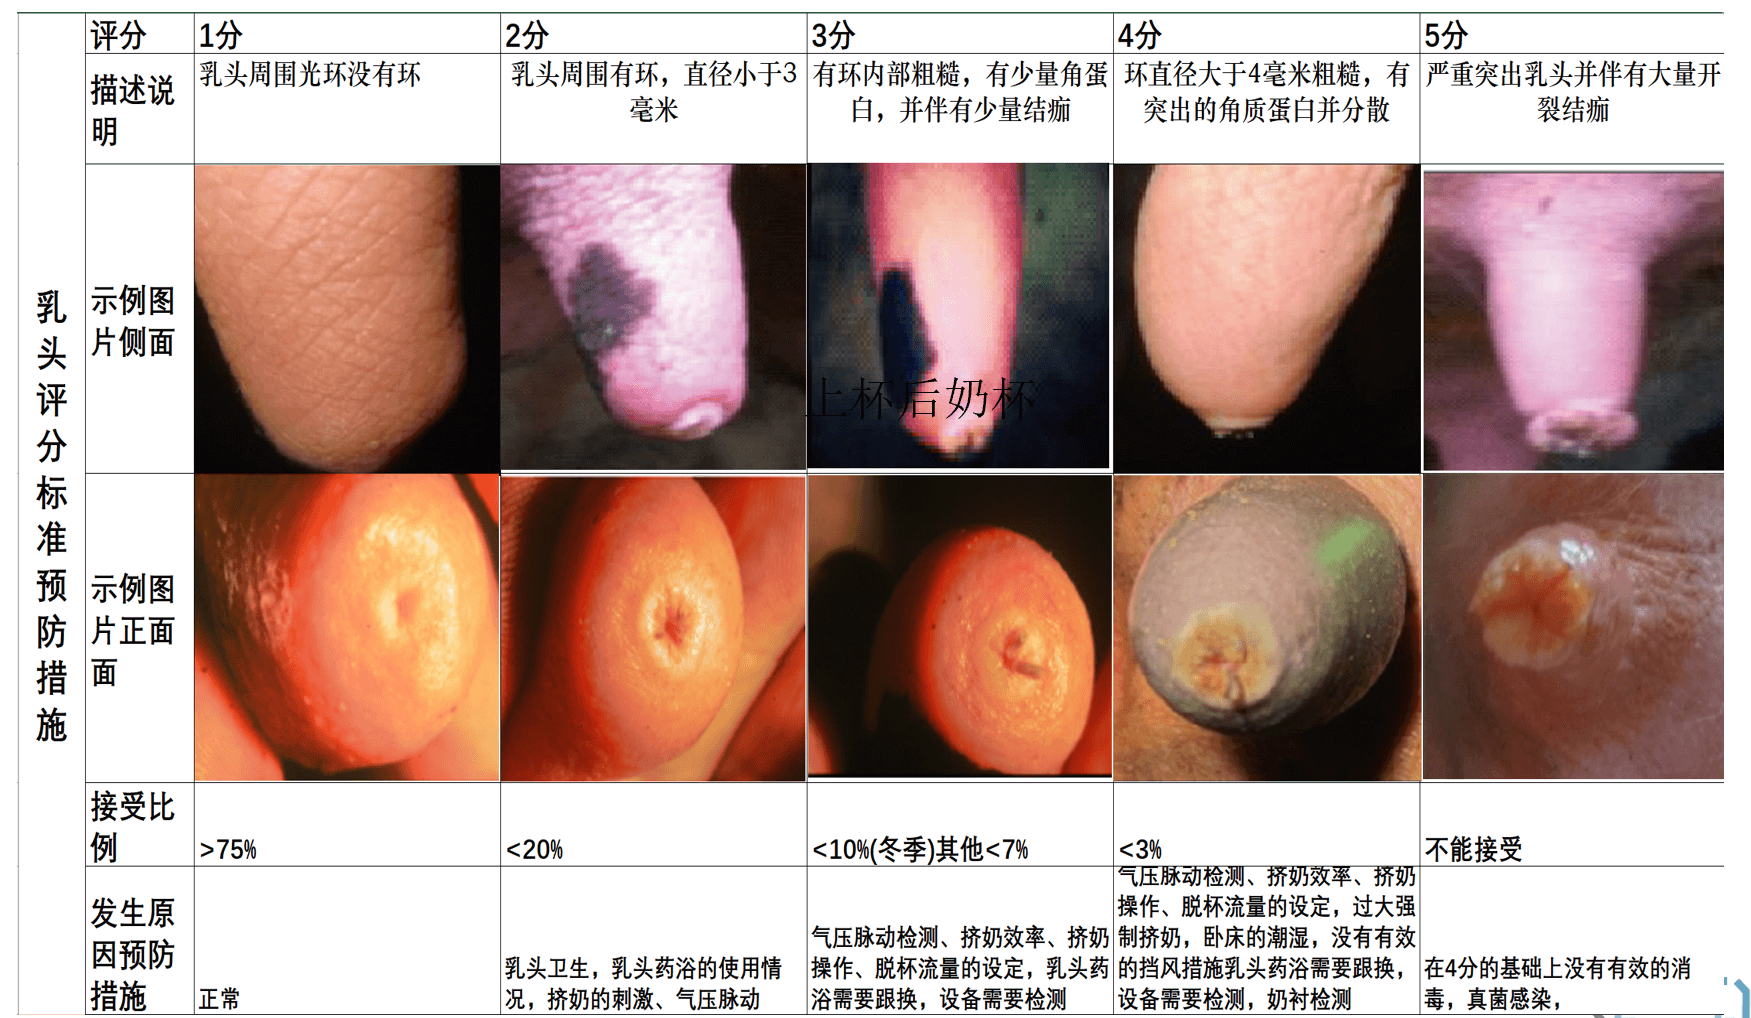 乳头评分标准预防措施
评分
1分
2分
3分
4分
5分
描述说
明
乳头周围光环没有环
乳头周围有环，直径小于3
毫米
有环内部粗糙，有少量角蛋
白，并伴有少量结痂
环直径大于4毫米粗糙，有
突出的角质蛋白并分散
严重突出乳头并伴有大量开
裂结痂
示例图
片侧面
上杯后奶杯
示例图
片正面
面
接受比
例
>75%
<20%
<10%(冬季)其他<7%
<3%
不能接受
发生原
因预防
措施
正常
乳头卫生，乳头药浴的使用情
况，挤奶的刺激、气压脉动
气压脉动检测、挤奶效率、挤奶
操作、脱杯流量的设定，乳头药
浴需要跟换，设备需要检测
气压脉动检测、挤奶效率、挤奶
操作、脱杯流量的设定，过大强
制挤奶，卧床的潮湿，没有有效
的挡风措施乳头药浴需要跟换，
设备需要检测，奶衬检测
在4分的基础上没有有效的消
毒，真菌感染，